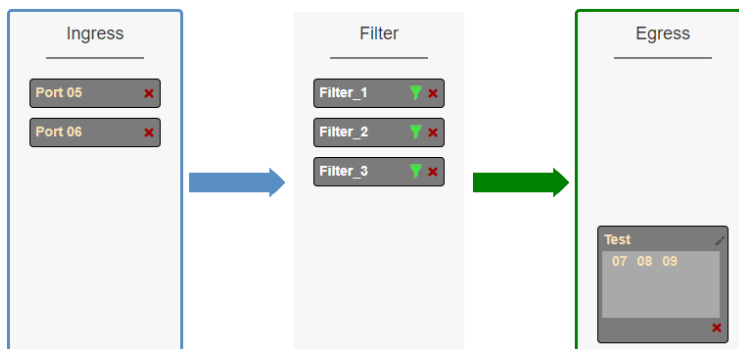 Ingress
Port 05
Port 06
Filter
Filter_1
Filter_2
Filter_3
Egress
Test
07 08 09